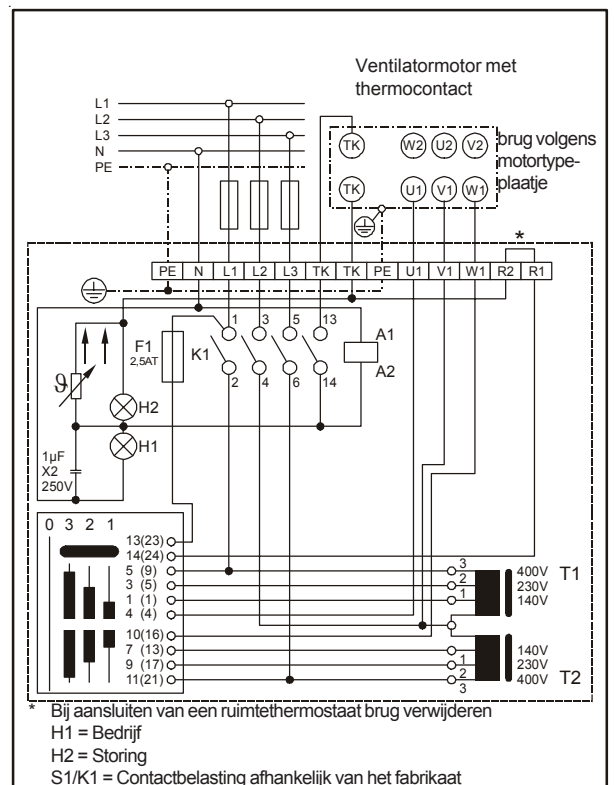 Ventilatormotor met
thermocontact
L1
L2
L3
N
PE
TK W2 U2 V2
brug volgens
motortype-
plaatje
TK U1 V1 W1
*
PE N L1 L2 L3 TK TK PE U1 V1 W1 R2 R1
1 3 5 13
F1
2,5AT
K1
A1
A2
2 4 6 14
ϑ
H2
H1
1µF
X2
250V
0 3 2 1
13(23)
14(24)
5 (9)
3 (5)
1 (1)
4 (4)
10(16)
7 (13)
9 (17)
11(21)
3 400V T1
2 230V
1 140V
140V
1 230V
2 400V T2
3
* Bij aansluiten van een ruimtethermostaat brug verwijderen
H1 = Bedrijf
H2 = Storing
S1/K1 = Contactbelasting afhankelijk van het fabrikaat